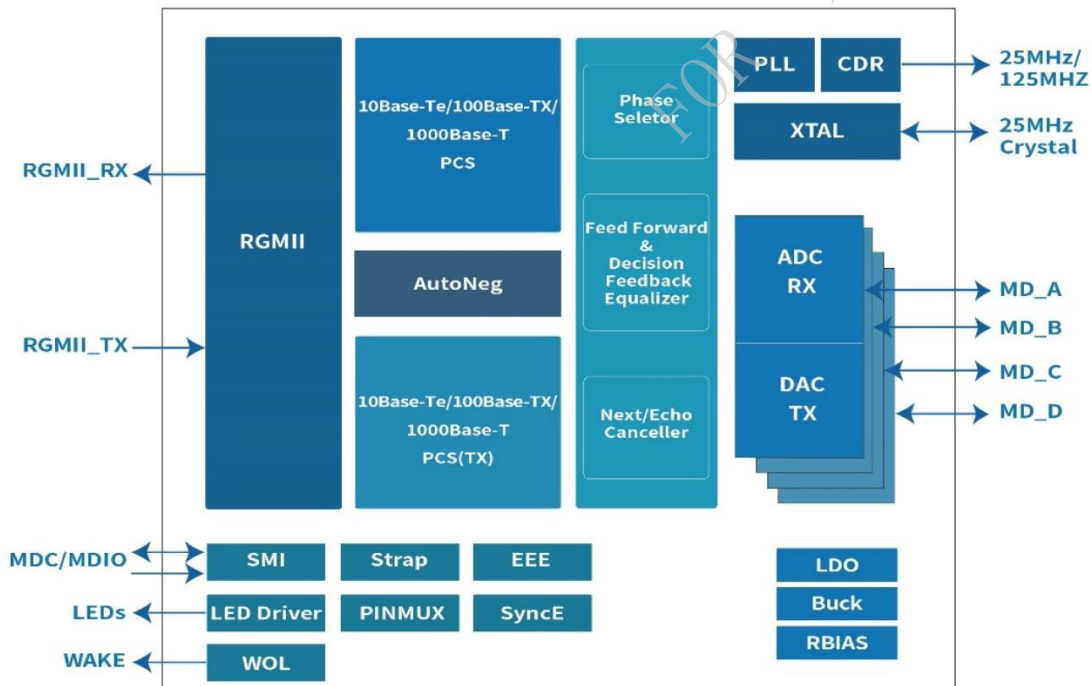 FOR
RGMII_RX
RGMII_TX
RGMII
10Base-Te/100Base-TX/
1000Base-T
PCS
AutoNeg
10Base-Te/100Base-TX/
1000Base-T
PCS(TX)
Phase
Seletor
Feed Forward
&
Decision
Feedback
Equalizer
Next/Echo
Canceller
PLL
CDR
25MHz/
125MHZ
XTAL
25MHz
Crystal
ADC
RX
DAC
TX
MD_A
MD_B
MD_C
MD_D
MDC/MDIO
SMI
Strap
EEE
LEDs
LED Driver
PINMUX
SyncE
WAKE
WOL
LDO
Buck
RBIAS